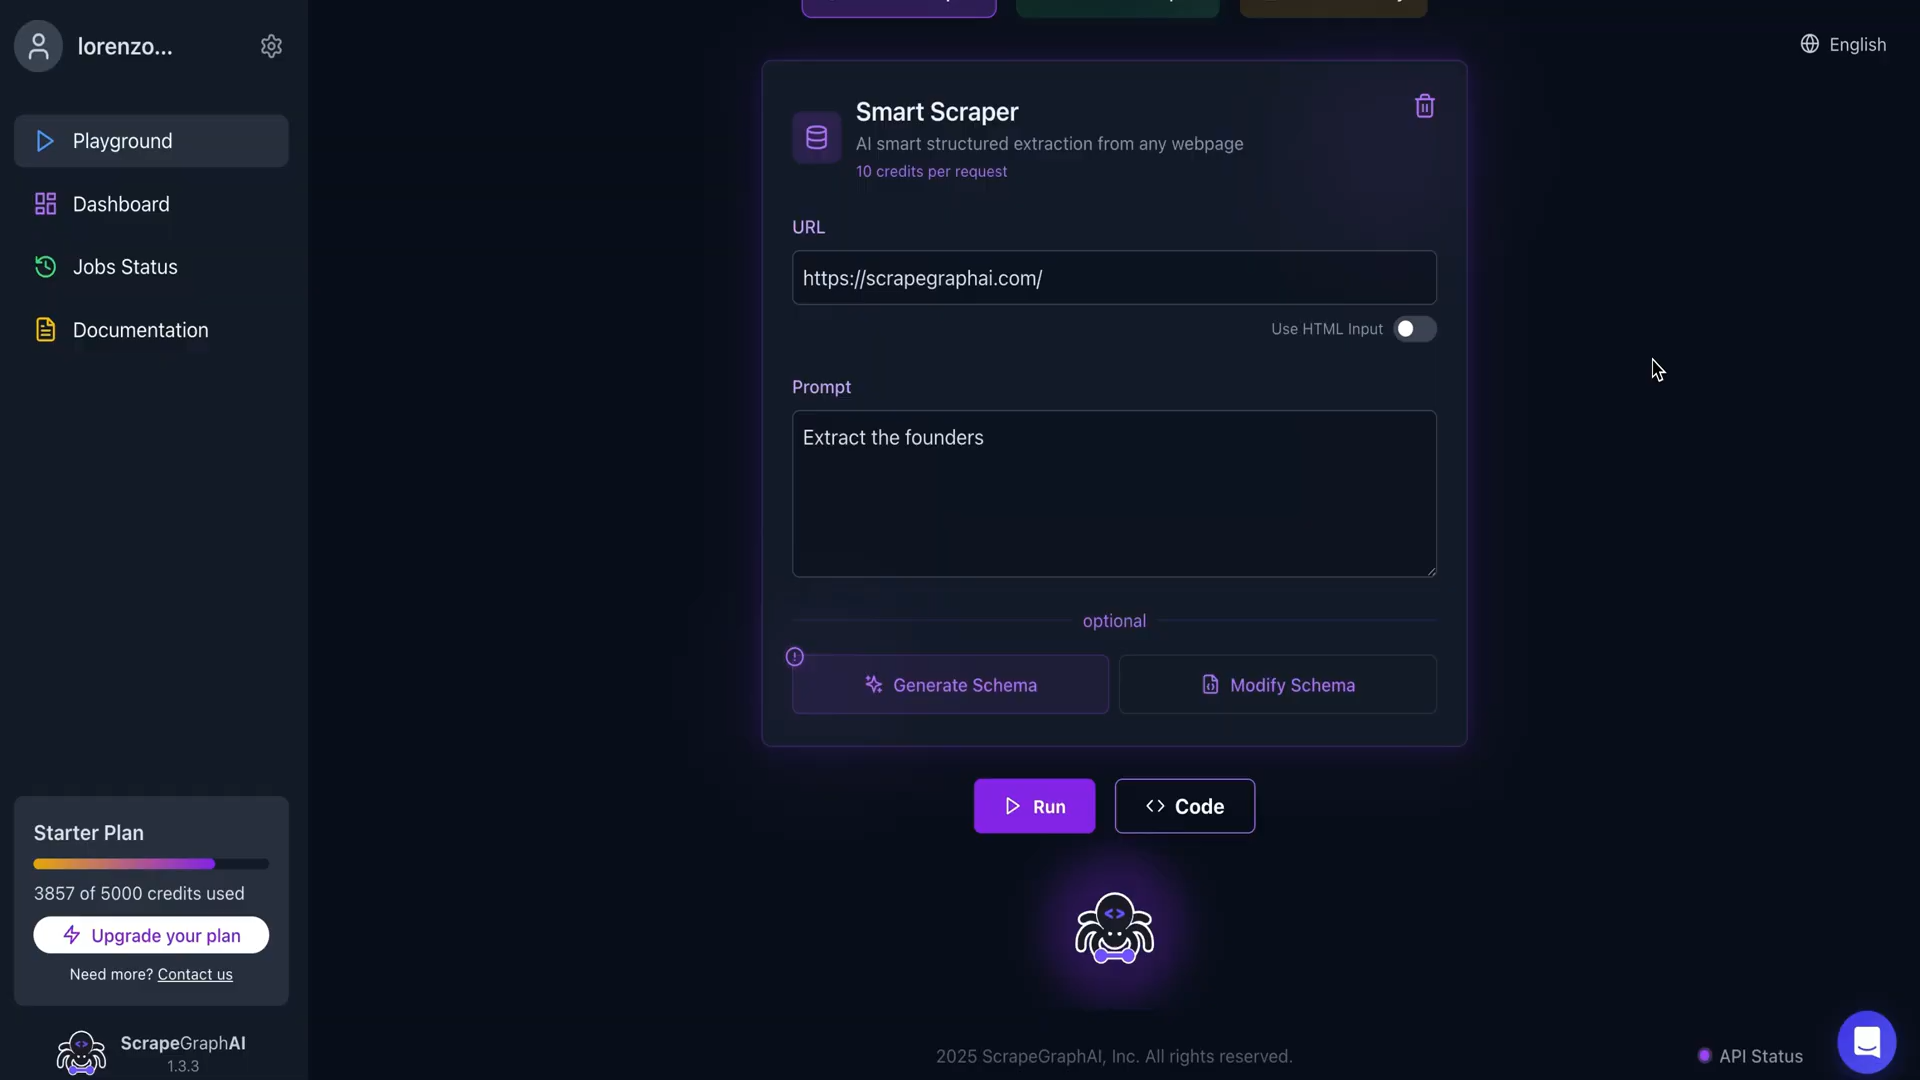 lorenzo...
Playground
Dashboard
Jobs Status
Documentation
Starter Plan
3857 of 5000 credits used
Upgrade your plan
Need more? Contact us
ScrapeGraphAI
1.3.3
English
Smart Scraper
AI smart structured extraction from any webpage
10 credits per request
URL
https://scrapegraphai.com/
Use HTML Input
Prompt
Extract the founders
optional
Generate Schema
Modify Schema
Run
Code
2025 ScrapeGraphAI, Inc. All rights reserved.
API Status